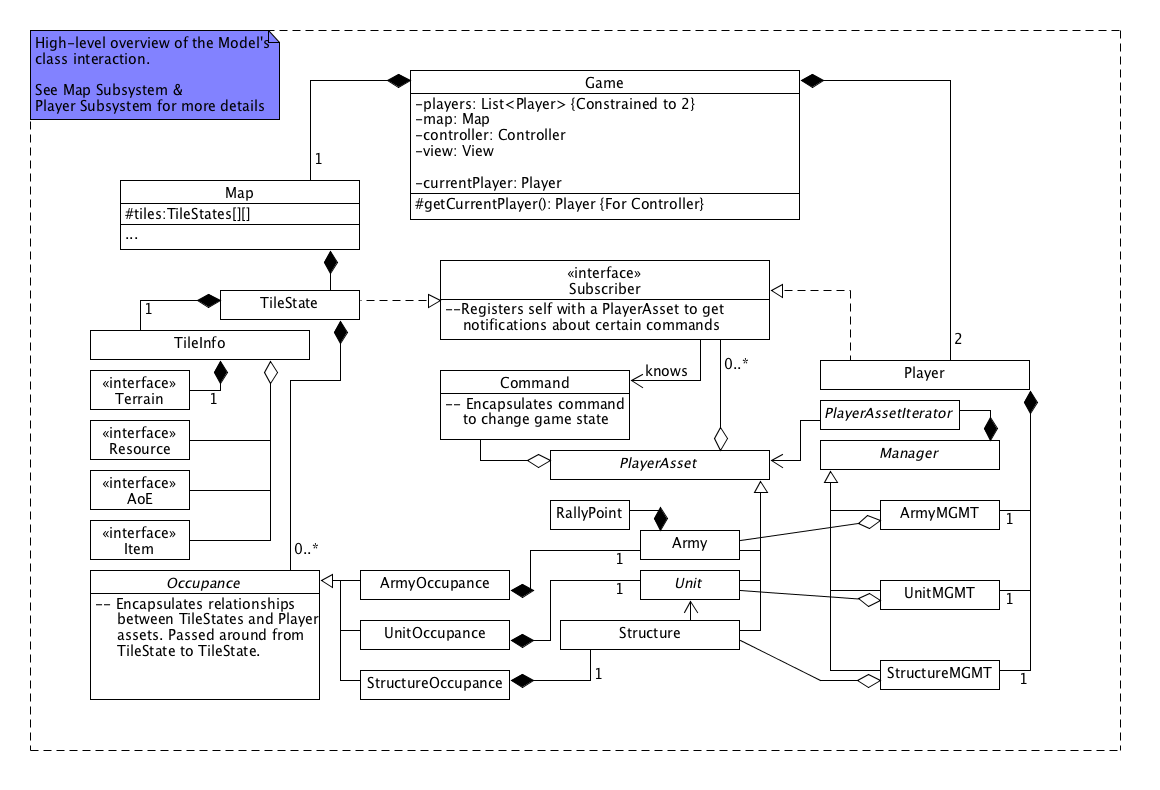 High-level overview of the Model's
class interaction.
See Map Subsystem &
Player Subsystem for more details
Game
-players: List<Player> {Constrained to 2}
-map: Map
-controller: Controller
-view: View
-currentPlayer: Player
#getCurrentPlayer(): Player {For Controller}
1
Map
#tiles:TileStates[][]
...
«interface»
Subscriber
--Registers self with a PlayerAsset to get
notifications about certain commands
TileState
1
TileInfo
2
Player
knows
0..*
«interface»
Terrain
1
Command
-- Encapsulates command
to change game state
PlayerAssetIterator
Manager
«interface»
Resource
PlayerAsset
«interface»
AoE
RallyPoint
ArmyMGMT
1
«interface»
Item
0..*
Army
1
Occupance
-- Encapsulates relationships
between TileStates and Player
assets. Passed around from
TileState to TileState.
ArmyOccupance
1
Unit
UnitMGMT
1
UnitOccupance
Structure
StructureOccupance
1
StructureMGMT
1